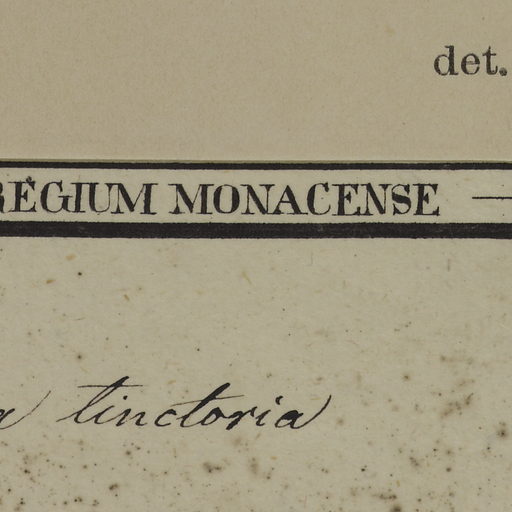 det.
REGIUM MONACENSE —
a tinctoria